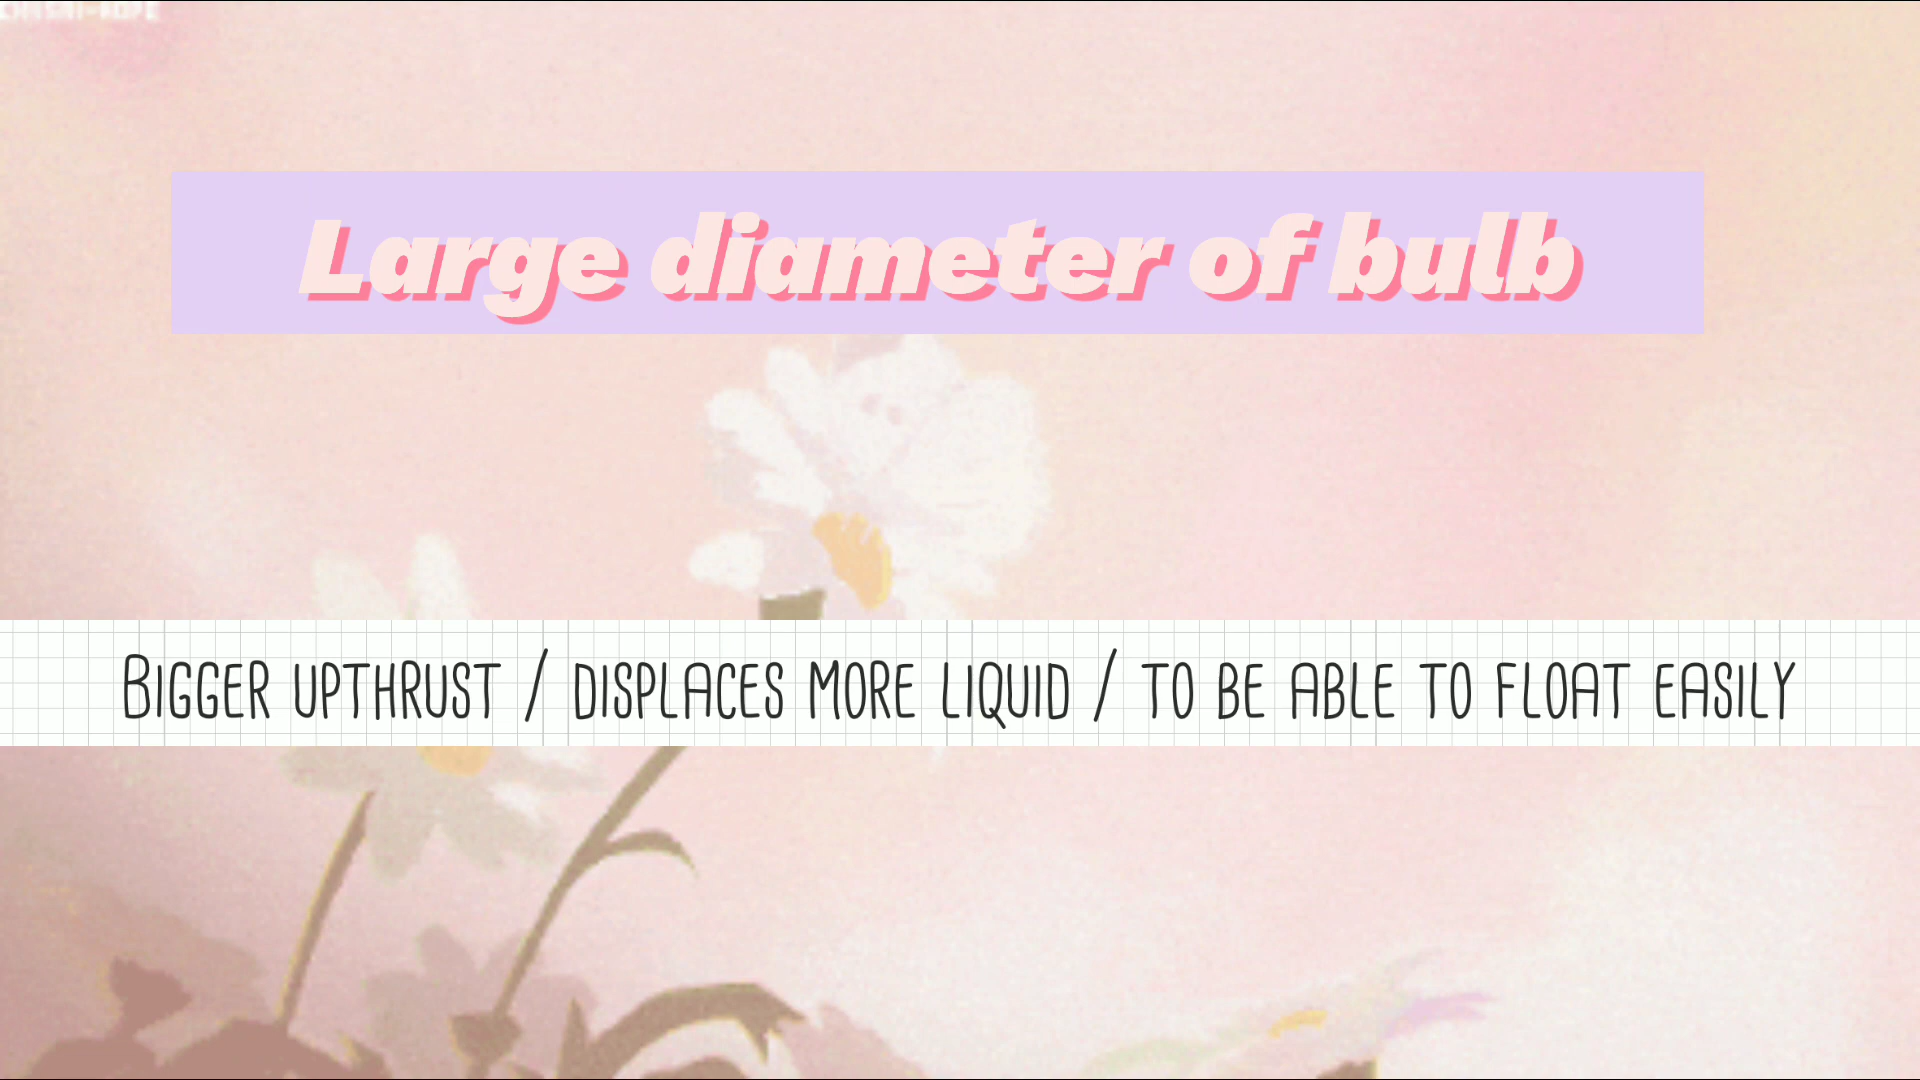 Large diameter of bulb
Bigger upthrust / displaces more liquid / to be able to float easily